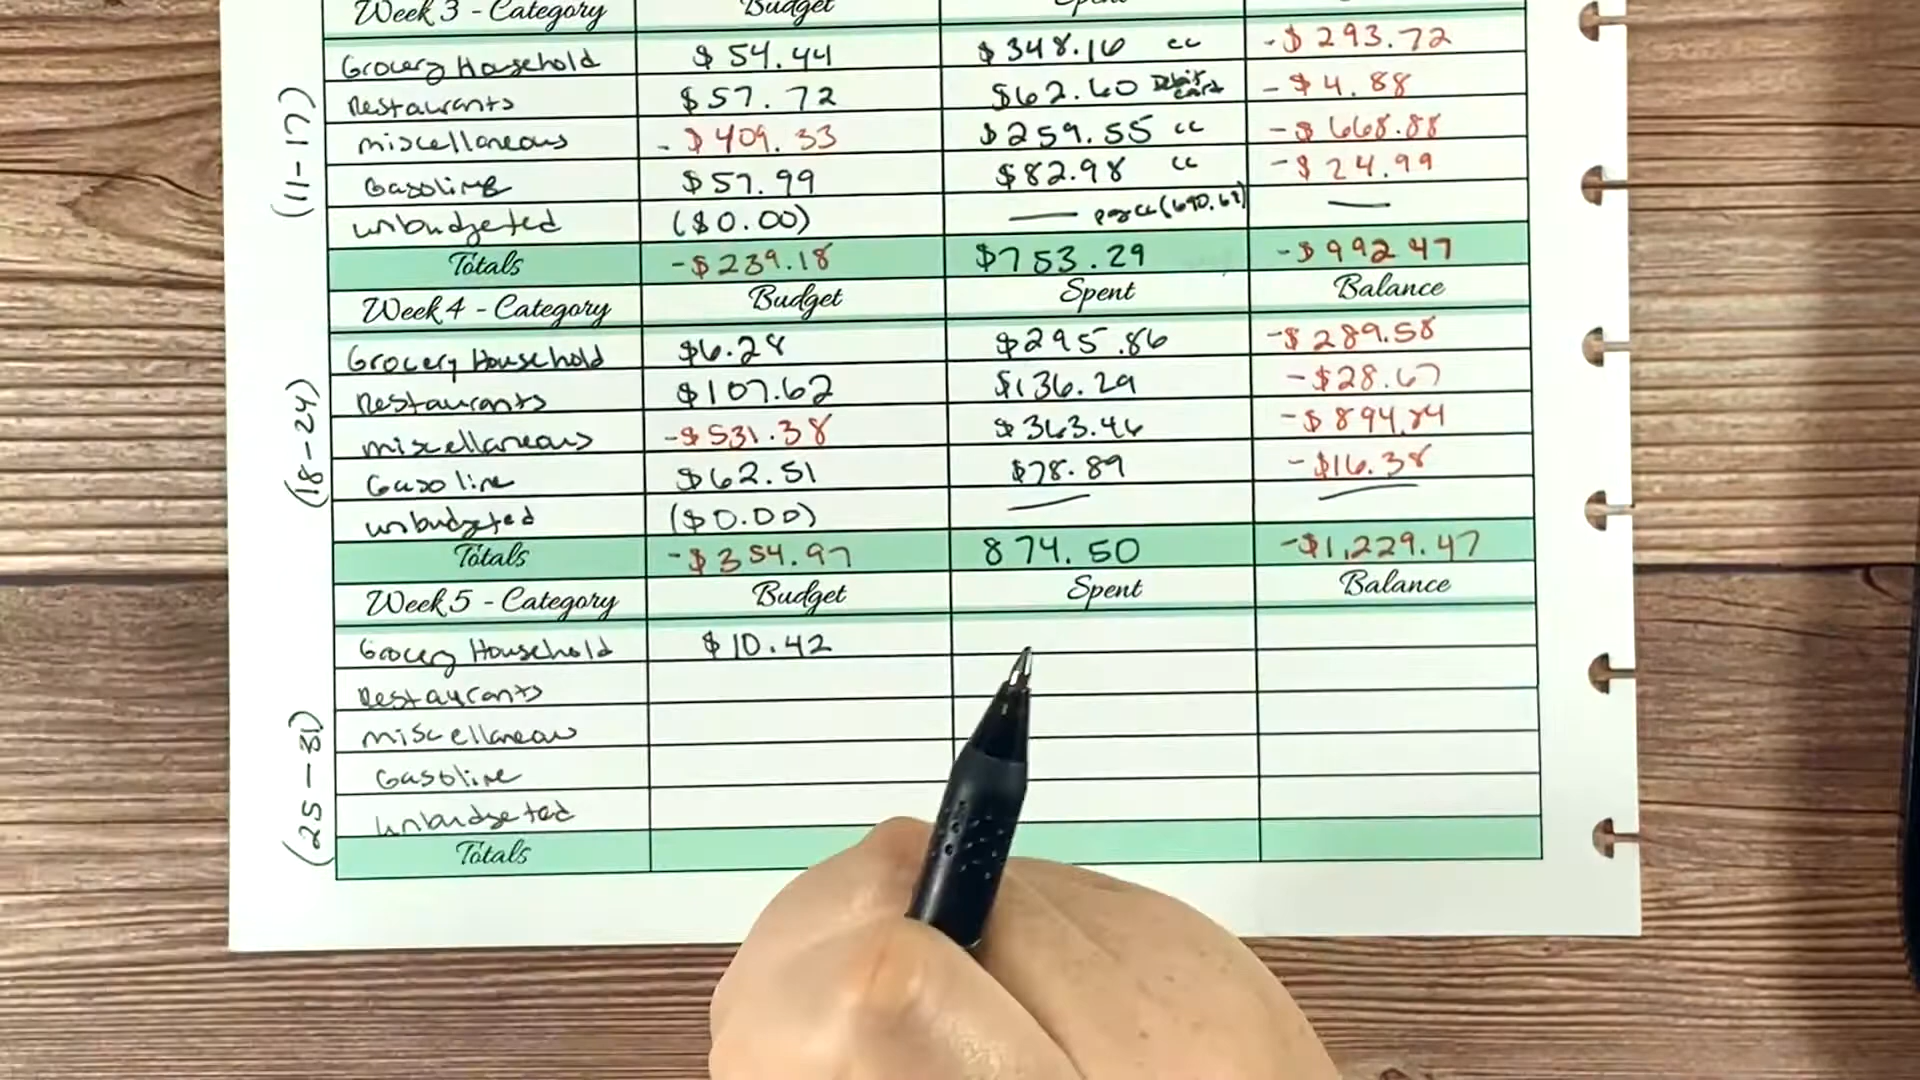 Week 3 - Category Budget Spent
Grocery Household $54.44 $348.16 cc -$293.72
Restaurants $57.72 $62.60 Debit card -$4.88
miscellaneous -$409.33 $259.55 cc -$668.88
Gasoline $57.99 $82.98 cc -$24.99
unbudgeted ($0.00) — pay cc (690.69) —
Totals -$239.18 $753.29 -$992.47
(11-17)
Week 4 - Category Budget Spent Balance
Grocery Household $6.28 $295.86 -$289.58
Restaurants $107.62 $136.29 -$28.67
miscellaneous -$531.38 $363.46 -$894.84
Gasoline $62.51 $78.89 -$16.38
unbudgeted ($0.00) — —
Totals -$354.97 874.50 -$1,229.47
(18-24)
Week 5 - Category Budget Spent Balance
Grocery Household $10.42
Restaurants
miscellaneous
Gasoline
unbudgeted
Totals
(25-31)